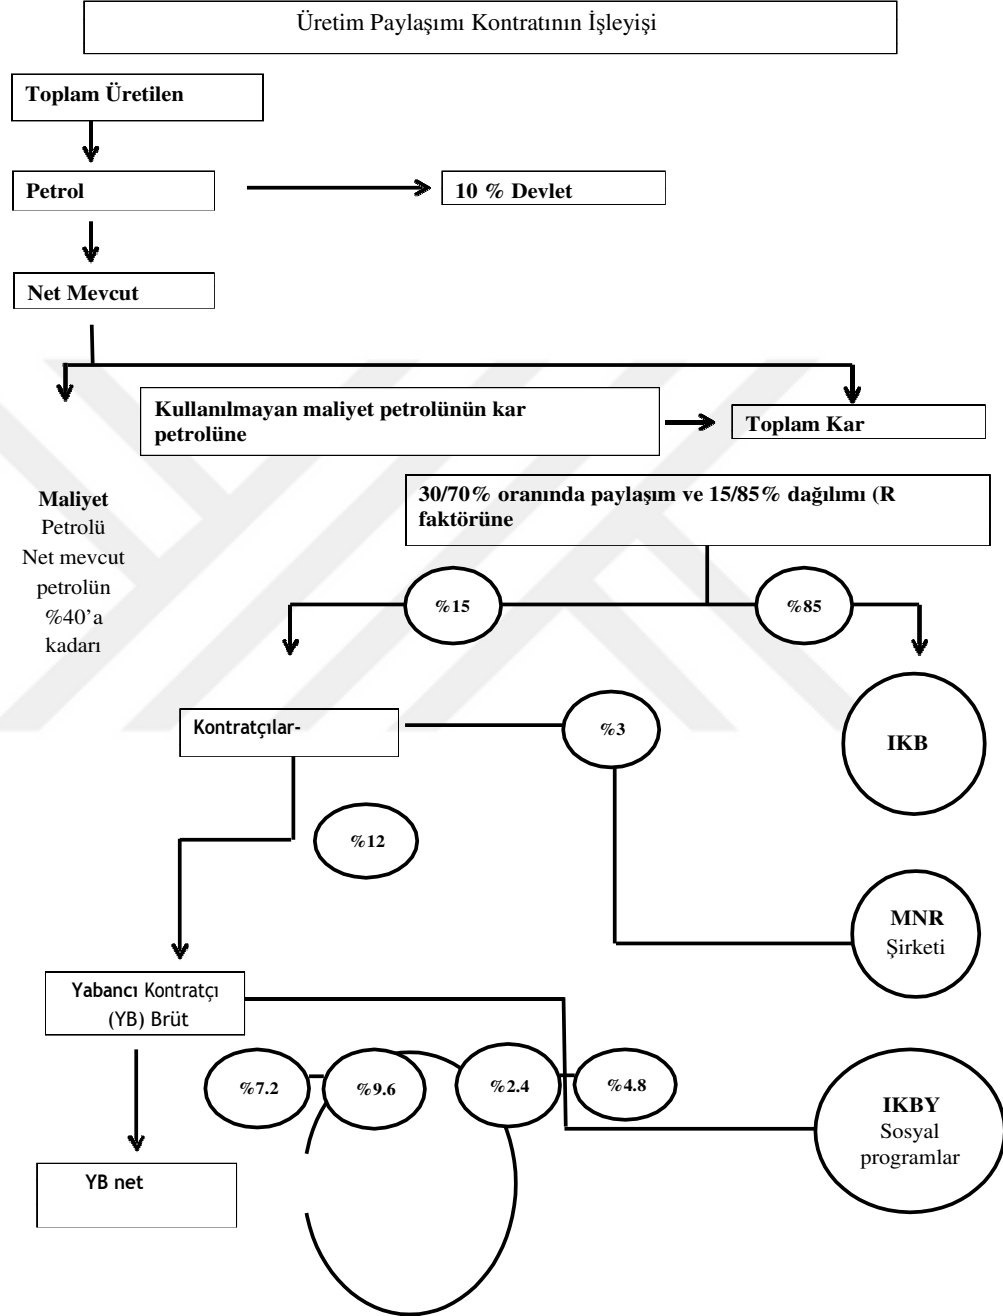 Üretim Paylaşımı Kontratının İşleyişi
Toplam Üretilen
Petrol
10 % Devlet
Net Mevcut
Kullanılmayan maliyet petrolünün kar
petrolüne
Toplam Kar
Maliyet
Petrolü
Net mevcut
petrolün
%40’a
kadarı
30/70% oranında paylaşım ve 15/85% dağılımı (R
faktörüne
%15
%85
Kontratçılar-
%3
IKB
%12
MNR
Şirketi
Yabancı Kontratçı
(YB) Brüt
%7.2
%9.6
%2.4
%4.8
IKBY
Sosyal
programlar
YB net